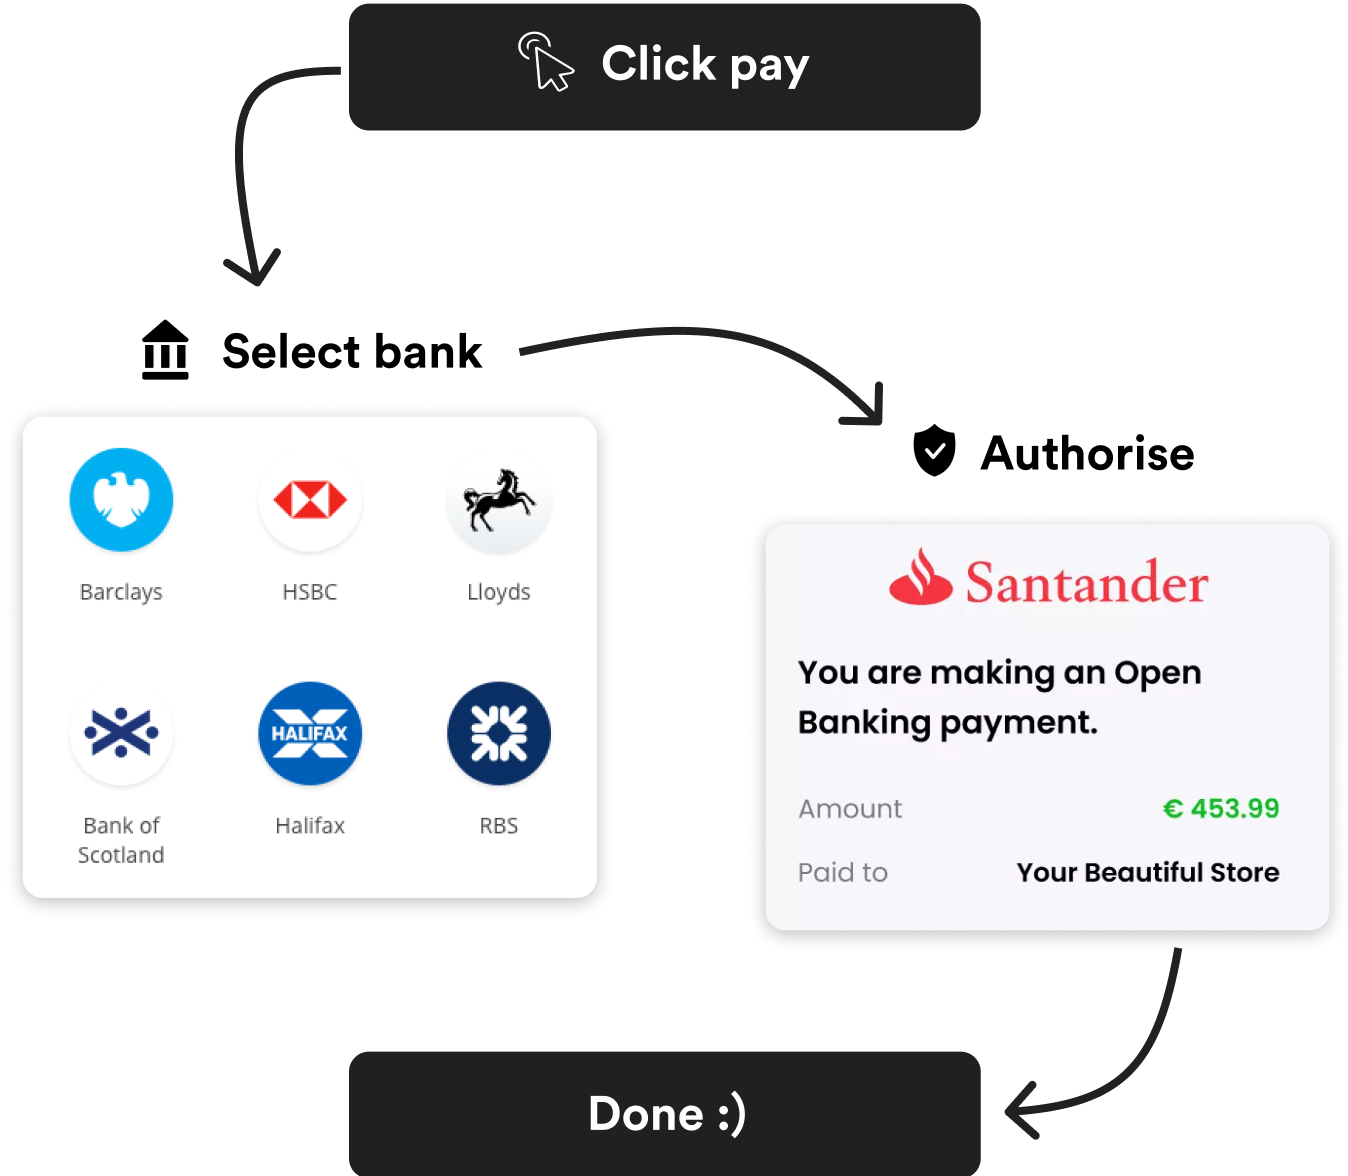 Click pay
Select bank
Authorise
Barclays
HSBC
Lloyds
HALIFAX
Bank of
Scotland
Halifax
RBS
Santander
You are making an Open
Banking payment.
Amount € 453.99
Paid to Your Beautiful Store
Done :)